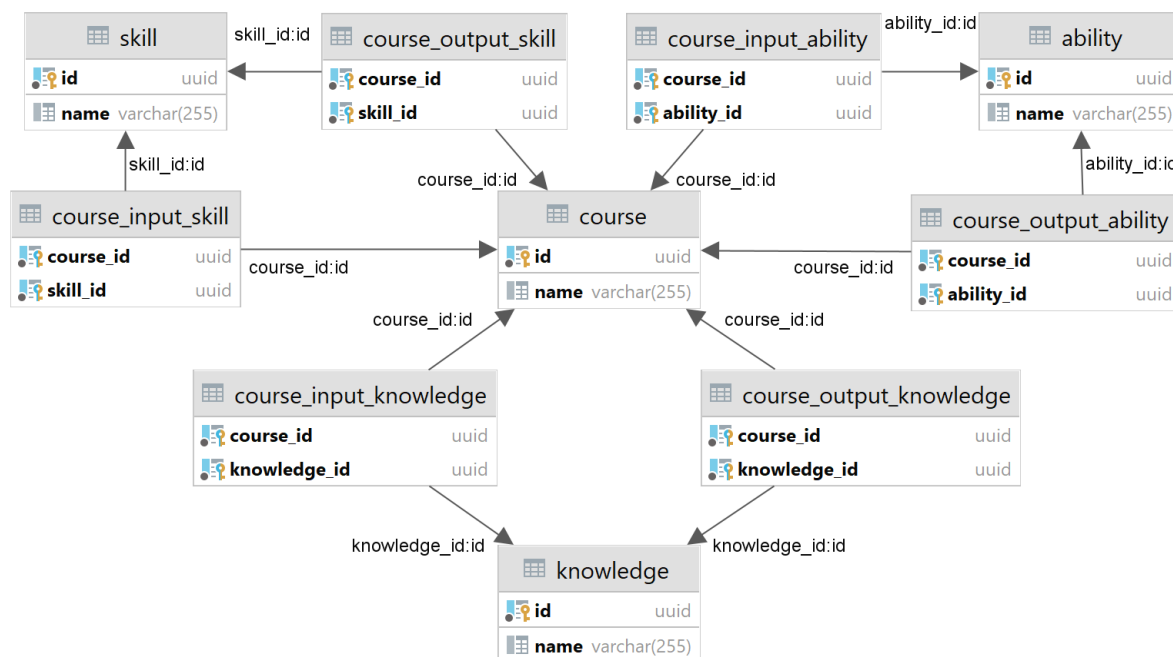 skill
id uuid
name varchar(255)
skill_id:id
course_output_skill
course_id uuid
skill_id uuid
course_input_ability
course_id uuid
ability_id uuid
ability_id:id
ability
id uuid
name varchar(255)
skill_id:id
course_id:id
course_id:id
ability_id:id
course_input_skill
course_id uuid
skill_id uuid
course_id:id
course
id uuid
name varchar(255)
course_id:id
course_output_ability
course_id uuid
ability_id uuid
course_id:id
course_id:id
course_input_knowledge
course_id uuid
knowledge_id uuid
course_output_knowledge
course_id uuid
knowledge_id uuid
knowledge_id:id
knowledge_id:id
knowledge
id uuid
name varchar(255)